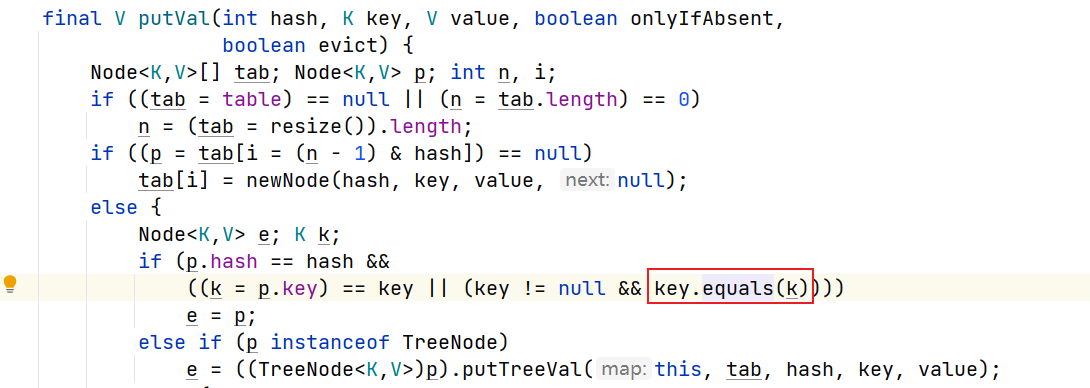 final V putVal(int hash, K key, V value, boolean onlyIfAbsent,
boolean evict) {
Node<K,V>[] tab; Node<K,V> p; int n, i;
if ((tab = table) == null || (n = tab.length) == 0)
n = (tab = resize()).length;
if ((p = tab[i = (n - 1) & hash]) == null)
tab[i] = newNode(hash, key, value, next: null);
else {
Node<K,V> e; K k;
if (p.hash == hash &&
((k = p.key) == key || (key != null && key.equals(k))))
e = p;
else if (p instanceof TreeNode)
e = ((TreeNode<K,V>)p).putTreeVal( map: this, tab, hash, key, value);